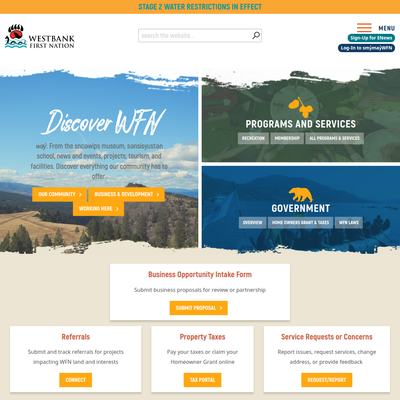 STAGE 2 WATER RESTRICTIONS IN EFFECT
WESTBANK
FIRST NATION
search the website...
MENU
Sign-Up for ENews
Log-In to smymayWFN
Discover WFN
way̓. From the sncəwips museum, sənsisyustən
school, news and events, projects, tourism, and
facilities. Discover everything our community has to
offer.
OUR COMMUNITY
BUSINESS & DEVELOPMENT
WORKING HERE
PROGRAMS AND SERVICES
RECREATION
MEMBERSHIP
ALL PROGRAMS & SERVICES
GOVERNMENT
OVERVIEW
HOME OWNERS GRANT & TAXES
WFN LAWS
Business Opportunity Intake Form
Submit business proposals for review or partnership
SUBMIT PROPOSAL
Referrals
Submit and track referrals for projects
impacting WFN land and interests
CONNECT
Property Taxes
Pay your taxes or claim your
Homeowner Grant online
TAX PORTAL
Service Requests or Concerns
Report issues, request services, change
address, or provide feedback
REQUEST/REPORT